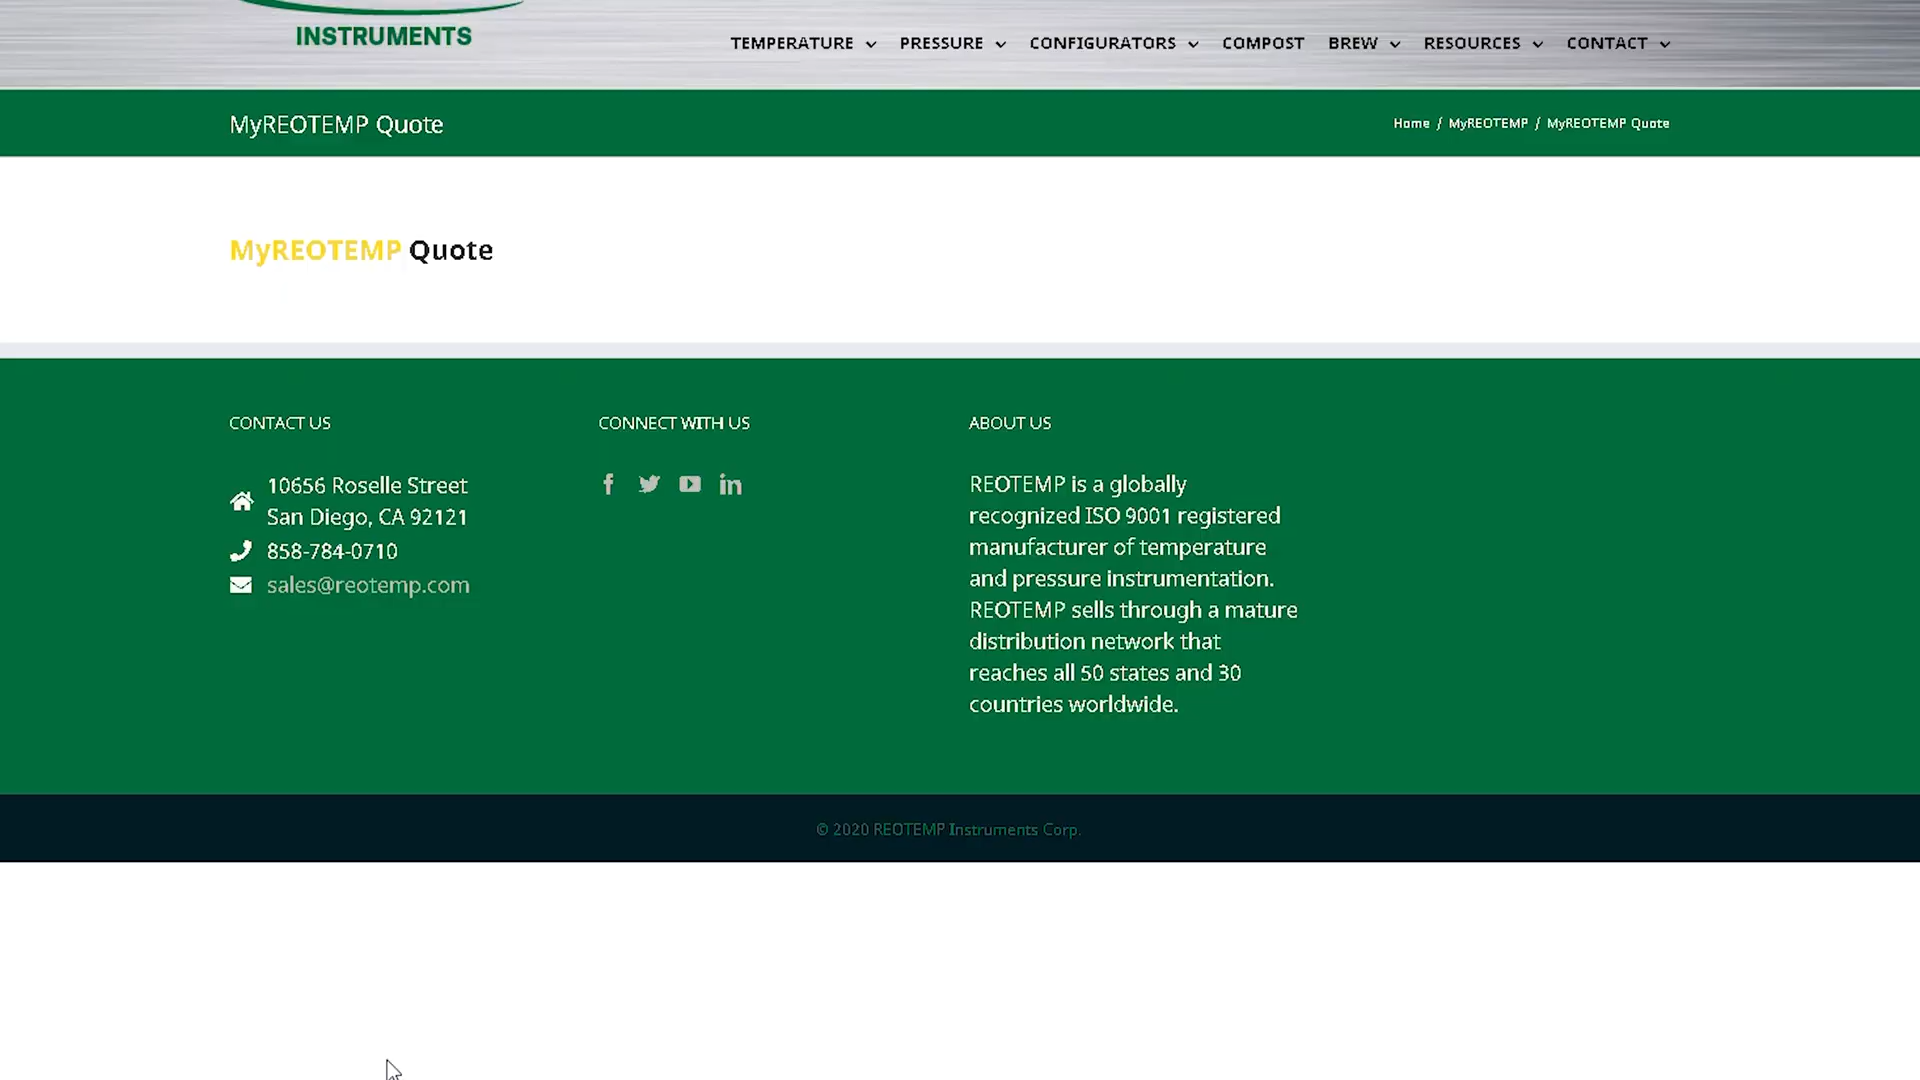 INSTRUMENTS
TEMPERATURE PRESSURE CONFIGURATORS COMPOST BREW RESOURCES CONTACT
MyREOTEMP Quote
Home / MyREOTEMP / MyREOTEMP Quote
MyREOTEMP Quote
CONTACT US
10656 Roselle Street
San Diego, CA 92121
858-784-0710
sales@reotemp.com
CONNECT WITH US
ABOUT US
REOTEMP is a globally
recognized ISO 9001 registered
manufacturer of temperature
and pressure instrumentation.
REOTEMP sells through a mature
distribution network that
reaches all 50 states and 30
countries worldwide.
© 2020 REOTEMP Instruments Corp.